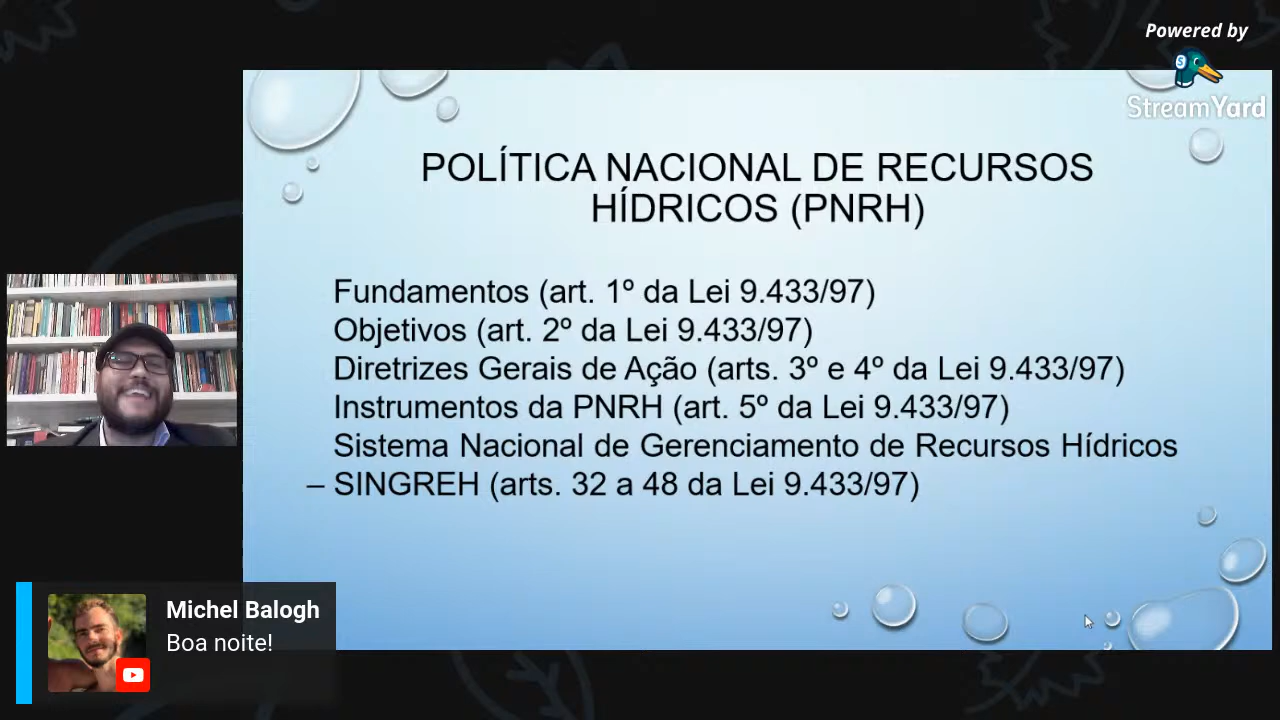 Powered by
StreamYard
POLÍTICA NACIONAL DE RECURSOS
HÍDRICOS (PNRH)
Fundamentos (art. 1º da Lei 9.433/97)
Objetivos (art. 2º da Lei 9.433/97)
Diretrizes Gerais de Ação (arts. 3º e 4º da Lei 9.433/97)
Instrumentos da PNRH (art. 5º da Lei 9.433/97)
Sistema Nacional de Gerenciamento de Recursos Hídricos
– SINGREH (arts. 32 a 48 da Lei 9.433/97)
Michel Balogh
Boa noite!